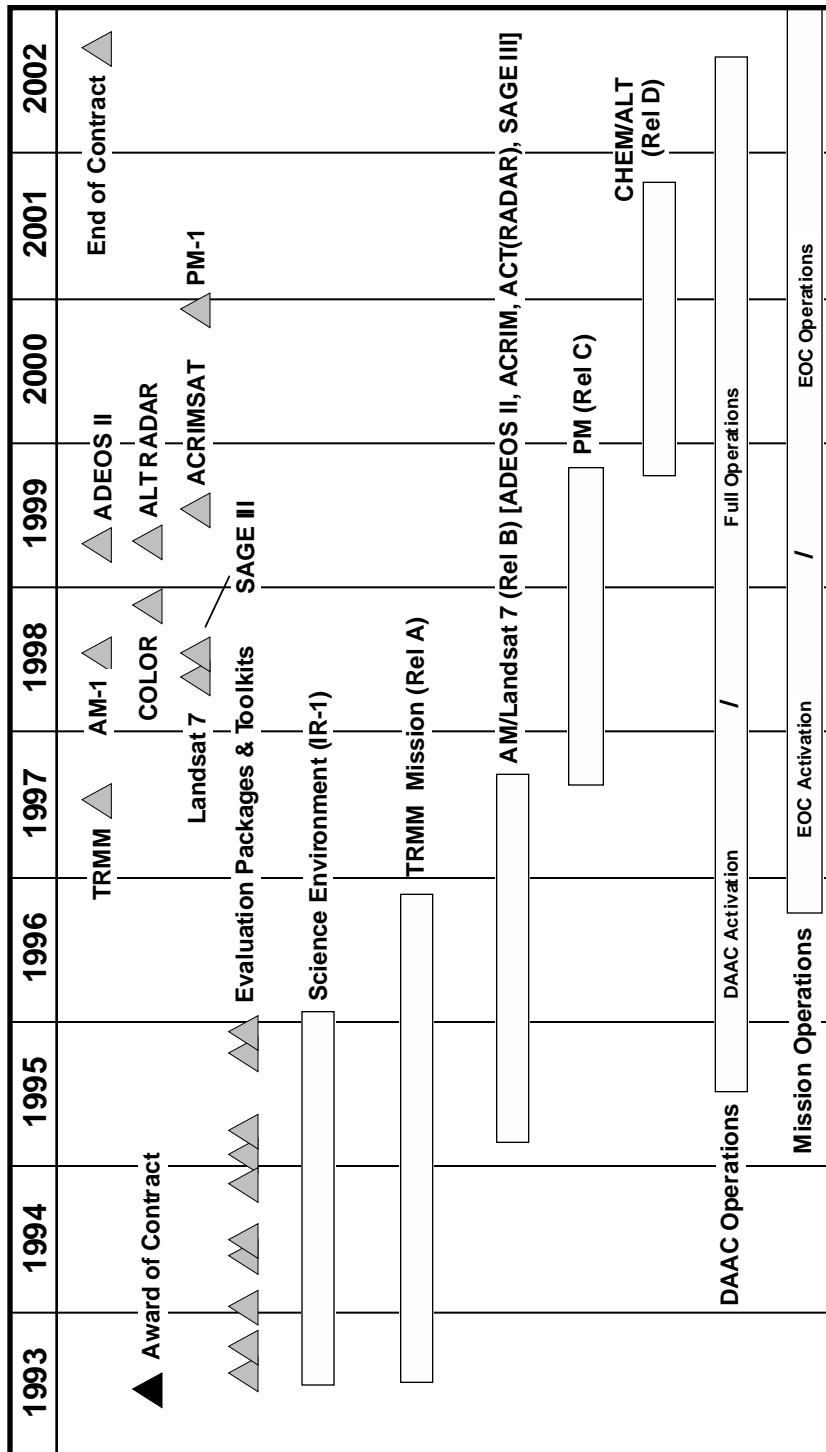 1993 1994 1995 1996 1997 1998 1999 2000 2001 2002
TRMM
AM-1
ADEOS II
End of Contract
Award of Contract
COLOR
ALT RADAR
Landsat 7
ACRIMSAT
PM-1
Evaluation Packages & Toolkits
SAGE III
Science Environment (IR-1)
TRMM Mission (Rel A)
AM/Landsat 7 (Rel B) [ADEOS II, ACRIM, ACT(RADAR), SAGE III]
PM (Rel C)
CHEM/ALT
(Rel D)
DAAC Operations
DAAC Activation / Full Operations
Mission Operations
EOC Activation / EOC Operations